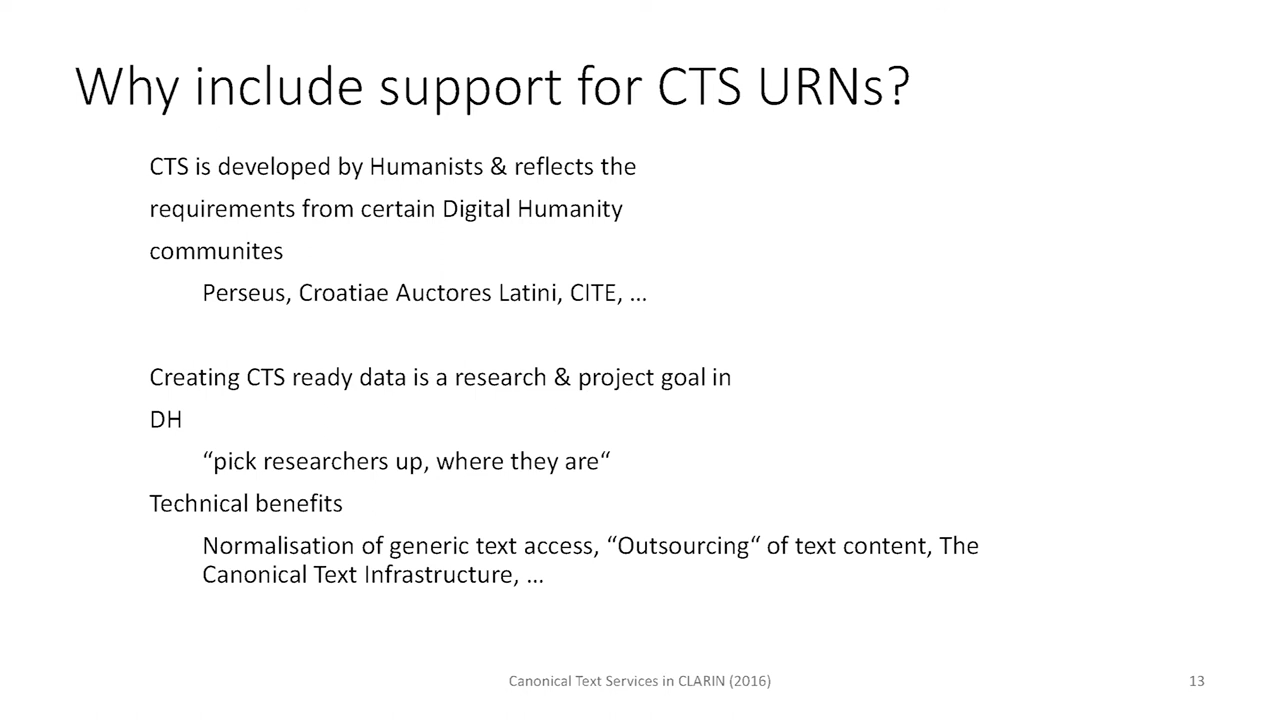 Why include support for CTS URNs?
CTS is developed by Humanists & reflects the
requirements from certain Digital Humanity
communites
Perseus, Croatiae Auctores Latini, CITE, ...
Creating CTS ready data is a research & project goal in
DH
“pick researchers up, where they are“
Technical benefits
Normalisation of generic text access, “Outsourcing“ of text content, The
Canonical Text Infrastructure, ...
Canonical Text Services in CLARIN (2016)
13